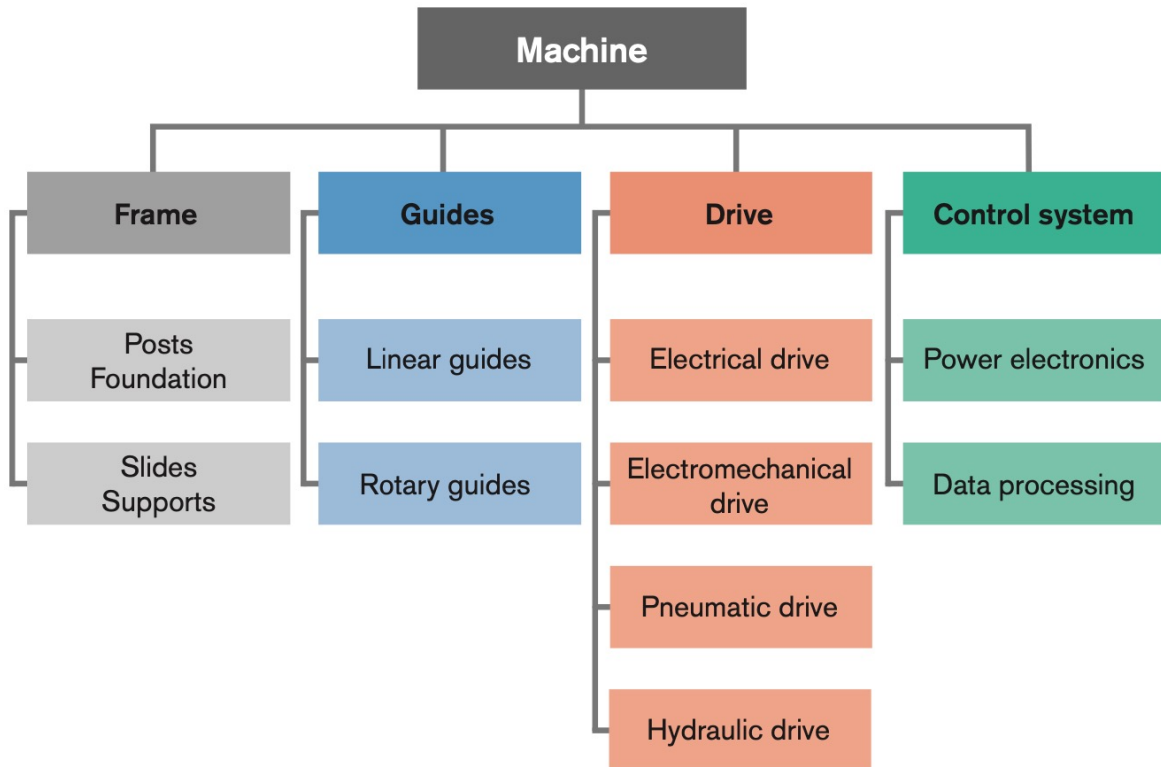 Machine
Frame
Guides
Drive
Control system
Posts
Foundation
Linear guides
Electrical drive
Power electronics
Slides
Supports
Rotary guides
Electromechanical
drive
Data processing
Pneumatic drive
Hydraulic drive